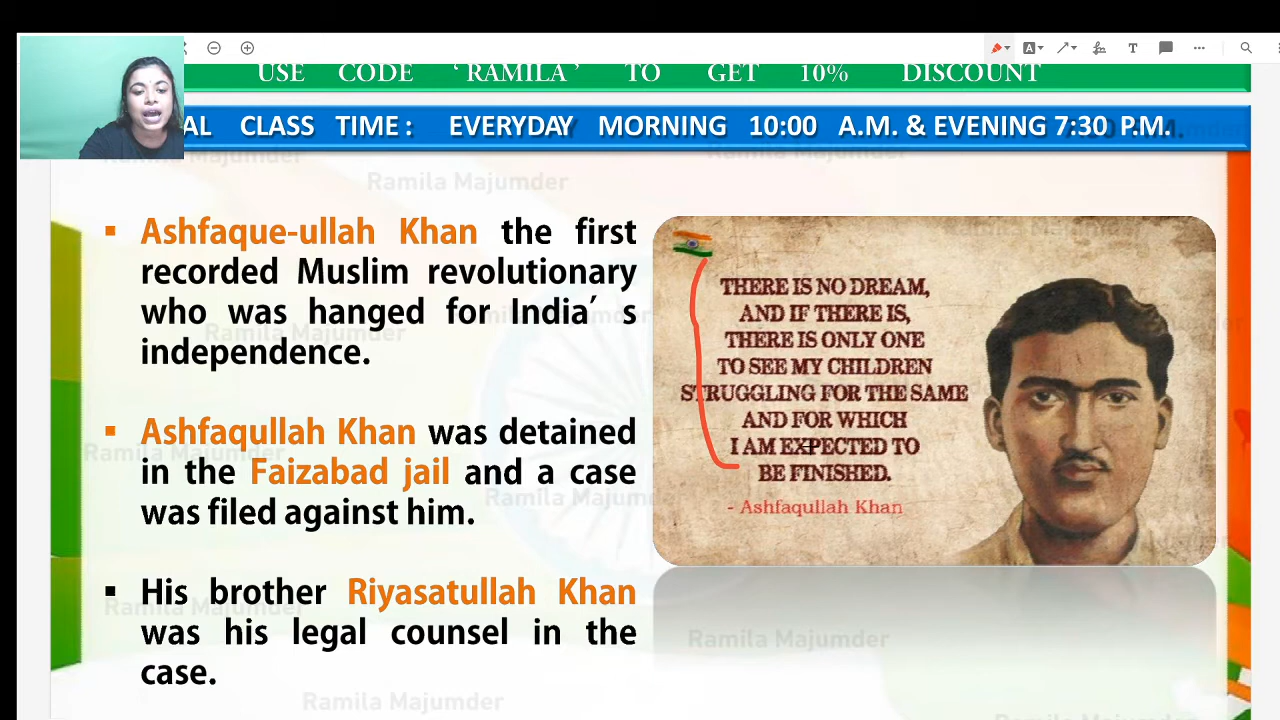 USE CODE ‘RAMILA’ TO GET 10% DISCOUNT
AL CLASS TIME : EVERYDAY MORNING 10:00 A.M. & EVENING 7:30 P.M.
Ramila Majumder
▪ Ashfaque-ullah Khan the first
recorded Muslim revolutionary
who was hanged for India´ s
independence.
▪ Ashfaqullah Khan was detained
in the Faizabad jail and a case
was filed against him.
▪ His brother Riyasatullah Khan
was his legal counsel in the
case.
THERE IS NO DREAM,
AND IF THERE IS,
THERE IS ONLY ONE
TO SEE MY CHILDREN
STRUGGLING FOR THE SAME
AND FOR WHICH
I AM EXPECTED TO
BE FINISHED.
- Ashfaqullah Khan
Ramila Majumder
Ramila Majumder